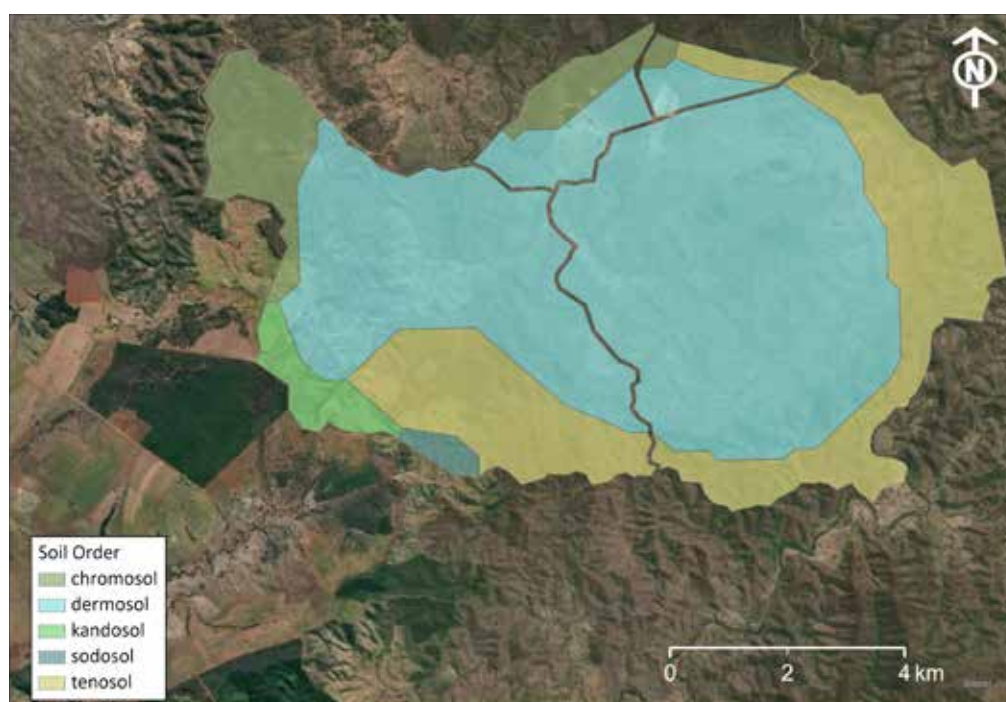 N
Soil Order
chromosol
dermosol
kandosol
sodosol
tenosol
0 2 4 km